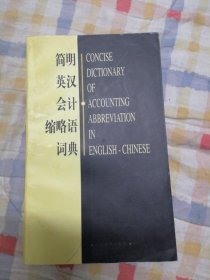 简明
英汉
会计
缩略语
词典
CONCISE
DICTIONARY
OF
ACCOUNTING
ABBREVIATION
IN
ENGLISH-CHINESE